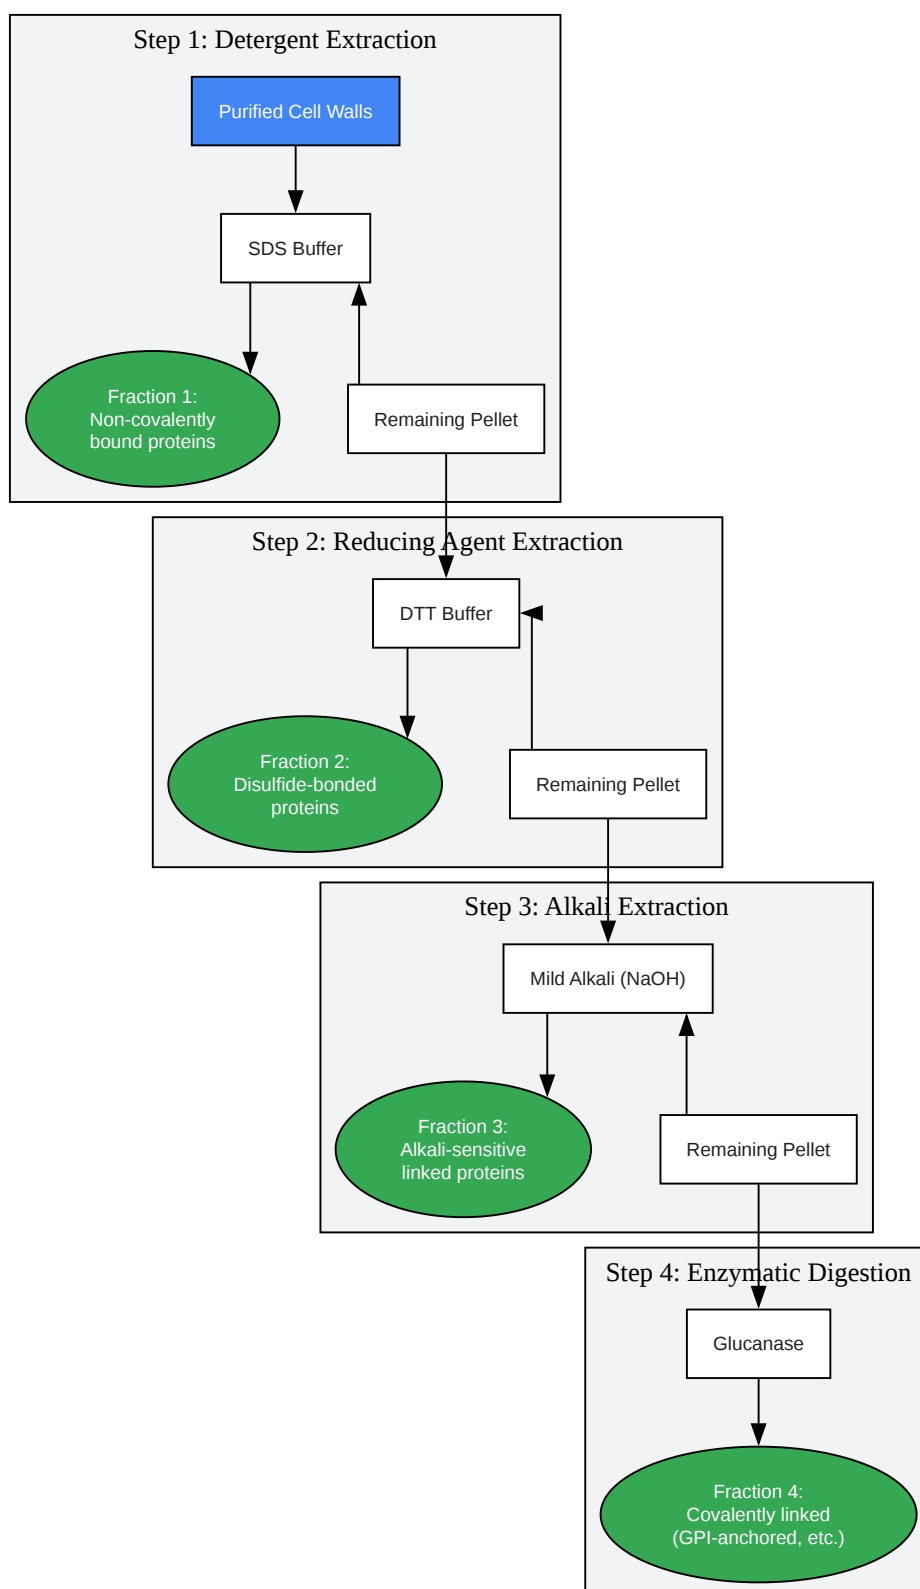 Step 1: Detergent Extraction
Purified Cell Walls
SDS Buffer
Fraction 1:
Non-covalently
bound proteins
Remaining Pellet
Step 2: Reducing Agent Extraction
DTT Buffer
Fraction 2:
Disulfide-bonded
proteins
Remaining Pellet
Step 3: Alkali Extraction
Mild Alkali (NaOH)
Fraction 3:
Alkali-sensitive
linked proteins
Remaining Pellet
Step 4: Enzymatic Digestion
Glucanase
Fraction 4:
Covalently linked
(GPI-anchored, etc.)